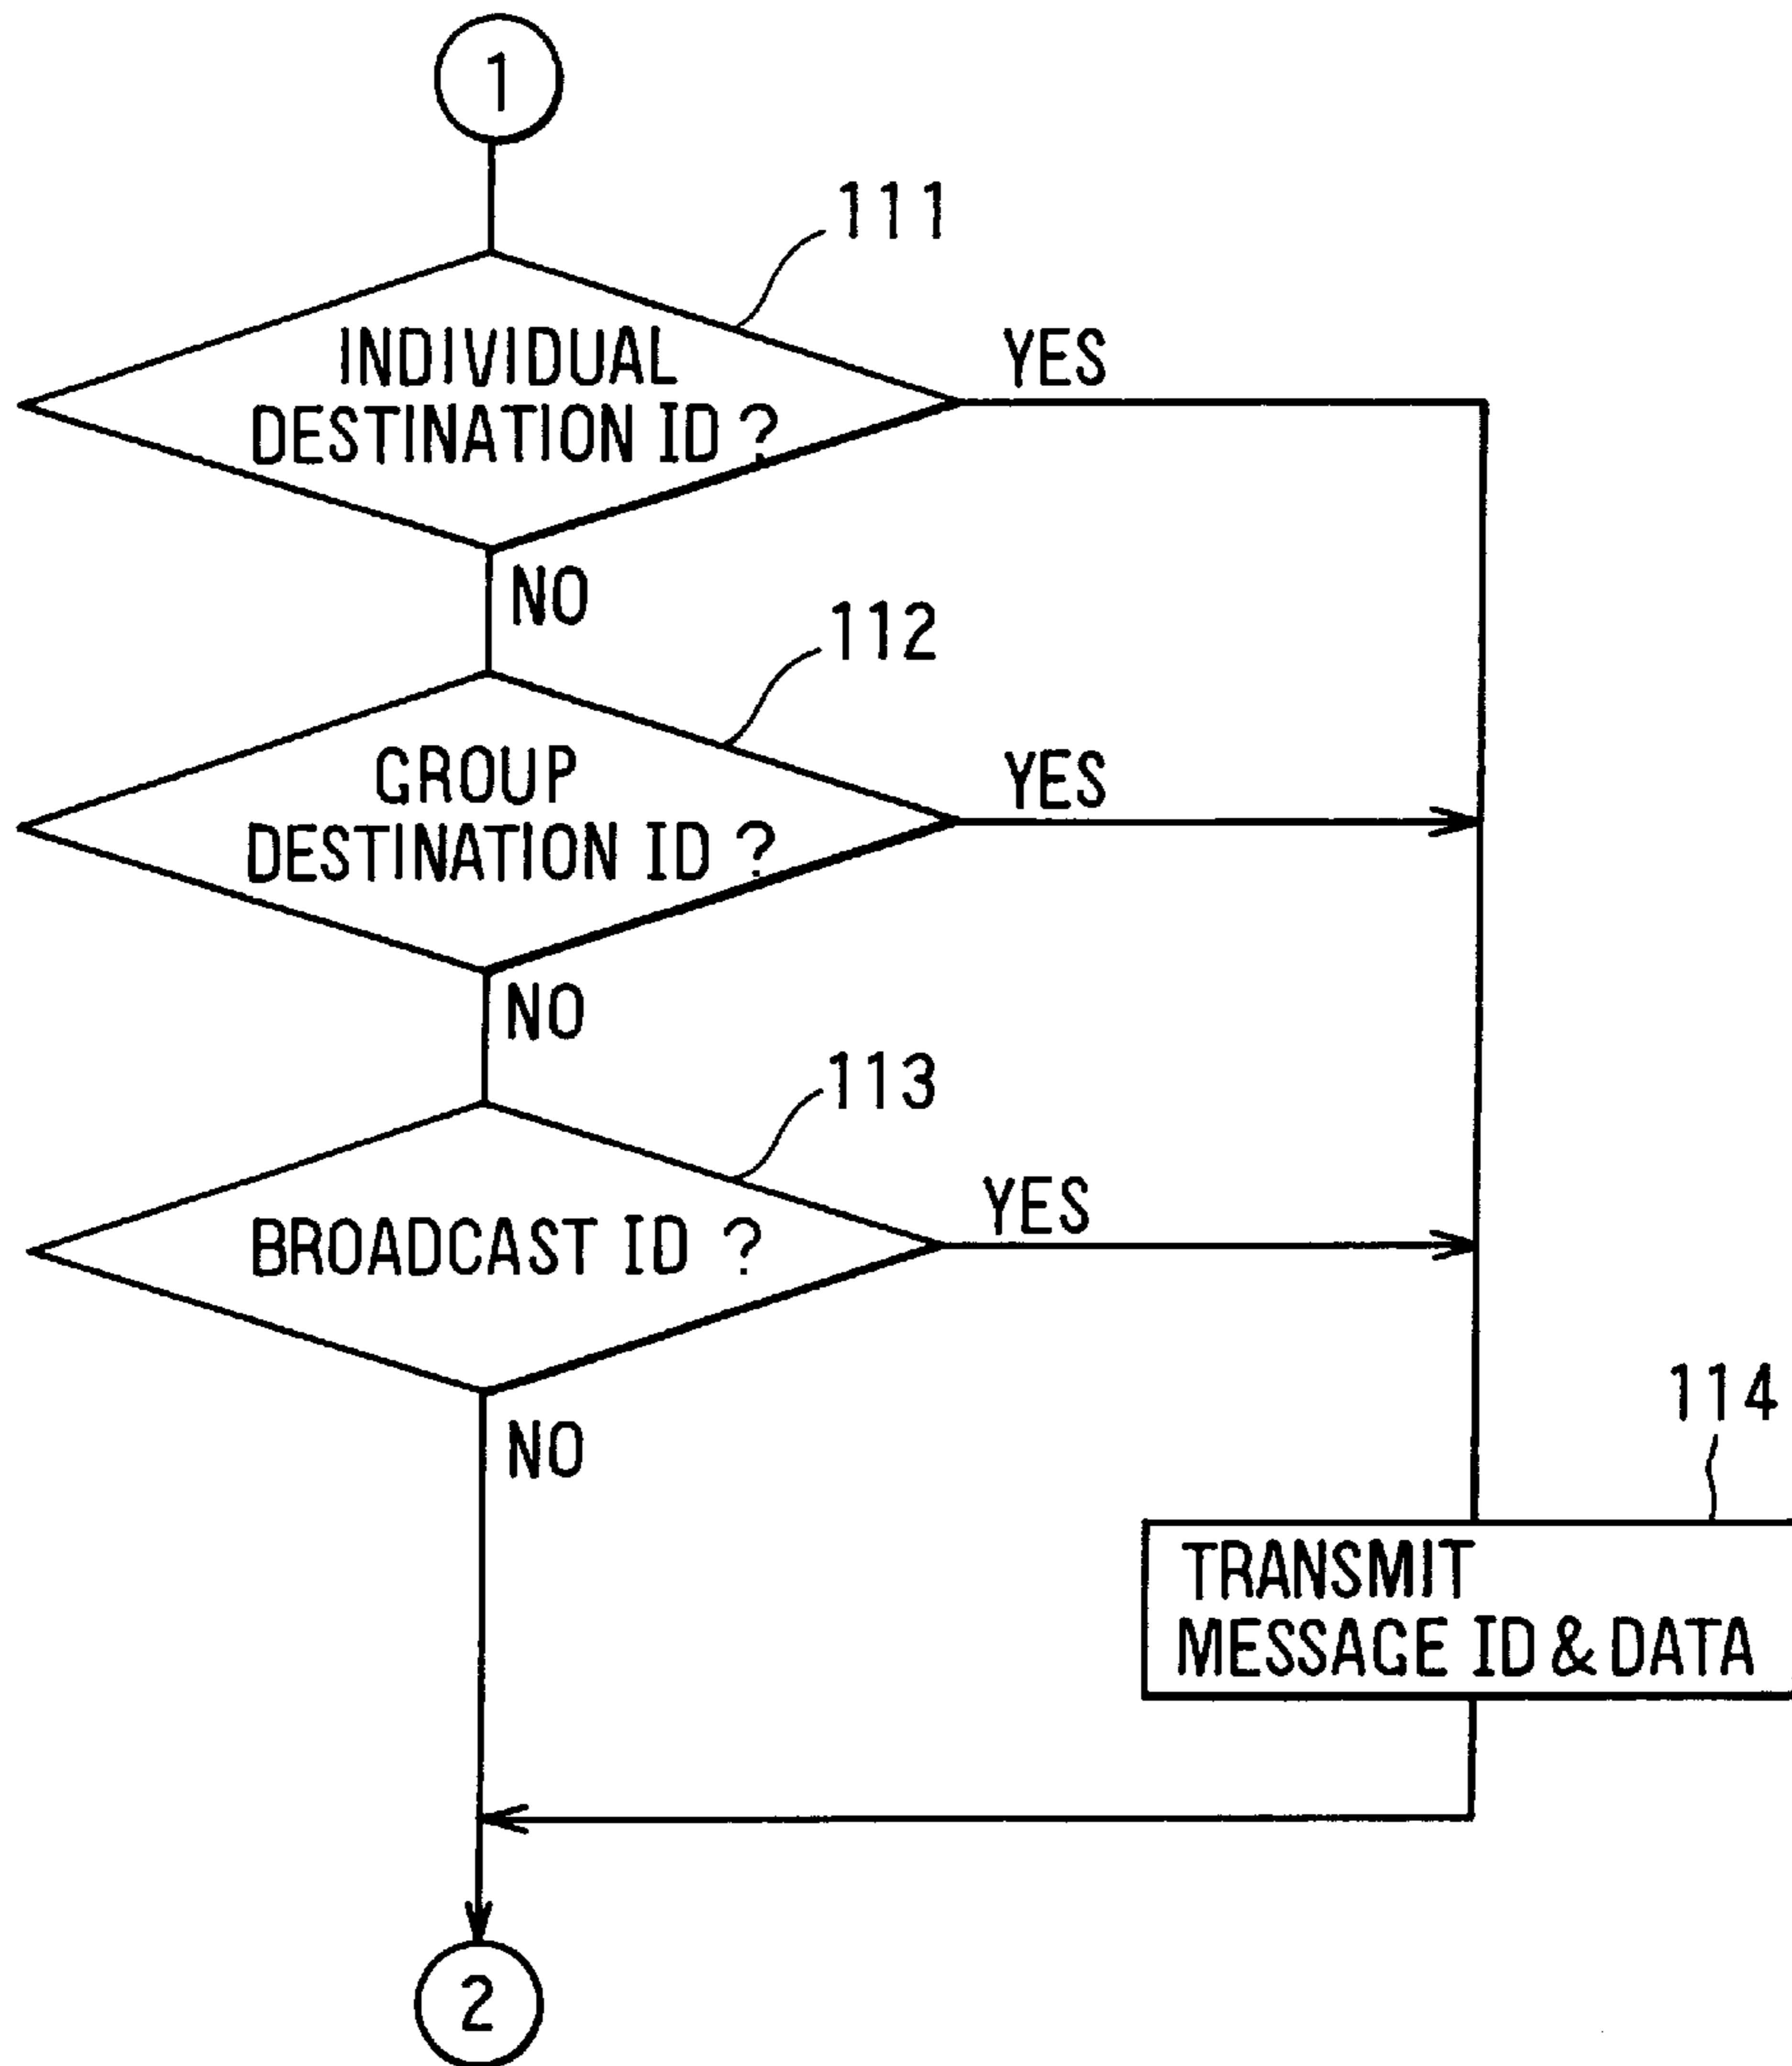 1
111
INDIVIDUAL
DESTINATION ID ?
YES
NO
112
GROUP
DESTINATION ID ?
YES
NO
113
BROADCAST ID ?
YES
NO
114
TRANSMIT
MESSAGE ID & DATA
2